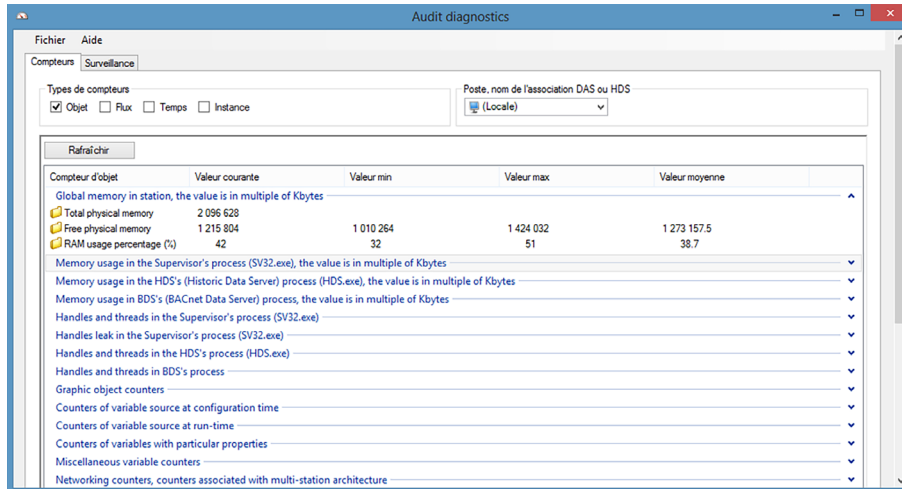 Audit diagnostics
Fichier Aide
Compteurs Surveillance
Types de compteurs
Objet Flux Temps Instance
Poste, nom de l'association DAS ou HDS
(Locale)
Rafraîchir
Compteur d'objet Valeur courante Valeur min Valeur max Valeur moyenne
Global memory in station, the value is in multiple of Kbytes
Total physical memory 2 096 628
Free physical memory 1 215 804 1 010 264 1 424 032 1 273 157.5
RAM usage percentage (%) 42 32 51 38.7
Memory usage in the Supervisor's process (SV32.exe), the value is in multiple of Kbytes
Memory usage in the HDS's (Historic Data Server) process (HDS.exe), the value is in multiple of Kbytes
Memory usage in BDS's (BACnet Data Server) process, the value is in multiple of Kbytes
Handles and threads in the Supervisor's process (SV32.exe)
Handles leak in the Supervisor's process (SV32.exe)
Handles and threads in the HDS's process (HDS.exe)
Handles and threads in BDS's process
Graphic object counters
Counters of variable source at configuration time
Counters of variable source at run-time
Counters of variables with particular properties
Miscellaneous variable counters
Networking counters, counters associated with multi-station architecture